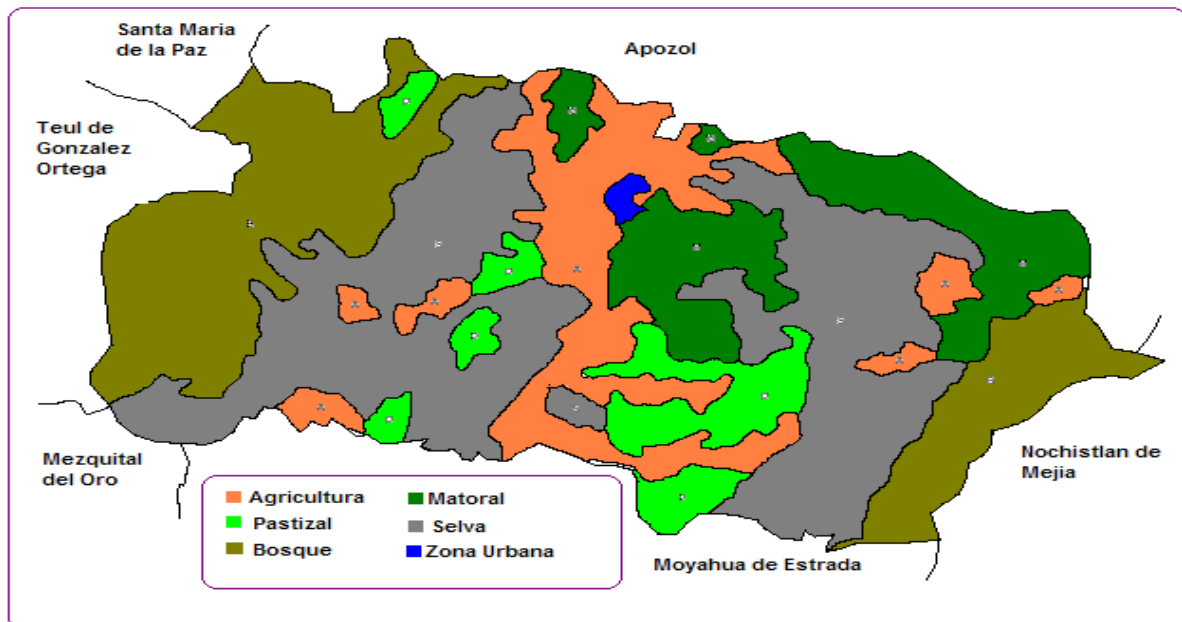 Santa Maria
de la Paz
Apozol
Teul de
Gonzalez
Ortega
Mezquital
del Oro
Nochistlan de
Mejia
Agricultura
Matoral
Pastizal
Selva
Bosque
Zona Urbana
Moyahua de Estrada